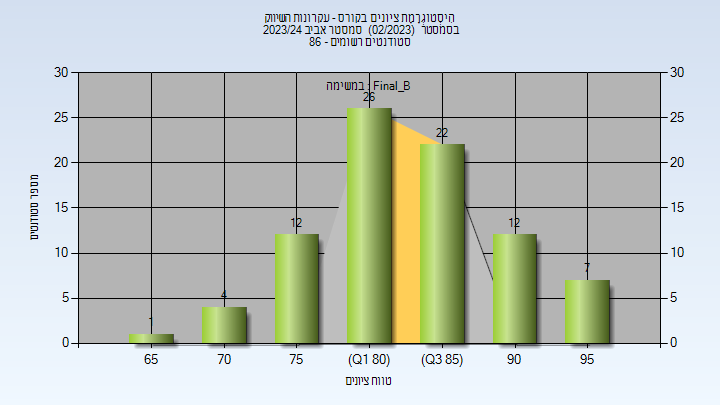 היסטוגרמת ציונים בקורס - עקרונות השיווק
בסמסטר (02/2023) סמסטר אביב 2023/24
סטודנטים רשומים - 86
במשימה : Final_B
מספר סטודנטים
30 30
25 25
20 20
15 15
10 10
5 5
0 0
1 4 12 26 22 12 7
65 70 75 (Q1 80) (Q3 85) 90 95
טווח ציונים